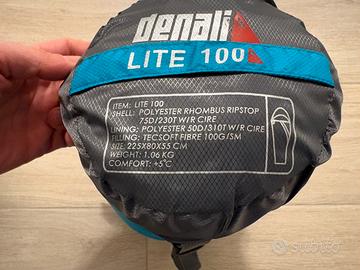 denali
LITE 100
ITEM: LITE 100
SHELL: POLYESTER RHOMBUS RIPSTOP
75D/230T W/R CIRE
LINING: POLYESTER 50D/310T W/R CIRE
FILLING: TECSOFT FIBRE 100G/SM
SIZE: 225X80X55 CM
WEIGHT: 1.06 KG
COMFORT: +5°C
subito